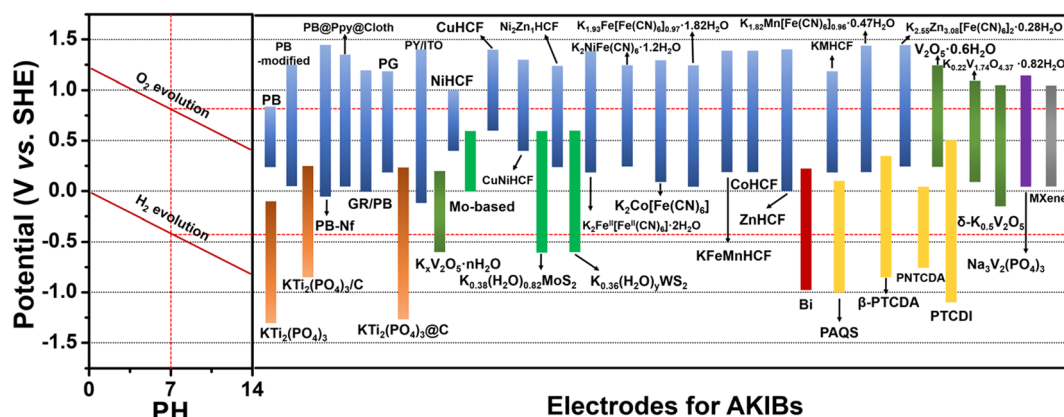 Potential (V vs. SHE)
1.5
1.0
0.5
0.0
-0.5
-1.0
-1.5
0
7
14
PH
O₂ evolution
H₂ evolution
PB
PB
-modified
PB@Ppy@Cloth
PG
PY/ITO
NiHCF
CuHCF
Ni₂Zn₁HCF
K₂NiFe(CN)₆·1.2H₂O
K₁.₉₃Fe[Fe(CN)₆]₀.₉₇·1.82H₂O
K₁.₈₂Mn[Fe(CN)₆]₀.₉₆·0.47H₂O
KMHCF
K₂.₅₅Zn₃.₀₈[Fe(CN)₆]₂·0.28H₂O
V₂O₅·0.6H₂O
K₀.₂₂V₁.₇₄O₄.₃₇·0.82H₂O
PB-Nf
GR/PB
Mo-based
CuNiHCF
K₂Feᴵᴵ[Feᴵᴵ(CN)₆]·2H₂O
K₂Co[Fe(CN)₆]
KFeMnHCF
CoHCF
ZnHCF
δ-K₀.₅V₂O₅
MXene
Na₃V₂(PO₄)₃
KTi₂(PO₄)₃
KTi₂(PO₄)₃/C
KTi₂(PO₄)₃@C
KₓV₂O₅·nH₂O
K₀.₃₈(H₂O)₀.₈₂MoS₂
K₀.₃₆(H₂O)ᵧWS₂
Bi
PAQS
β-PTCDA
PNTCDA
PTCDI
Electrodes for AKIBs